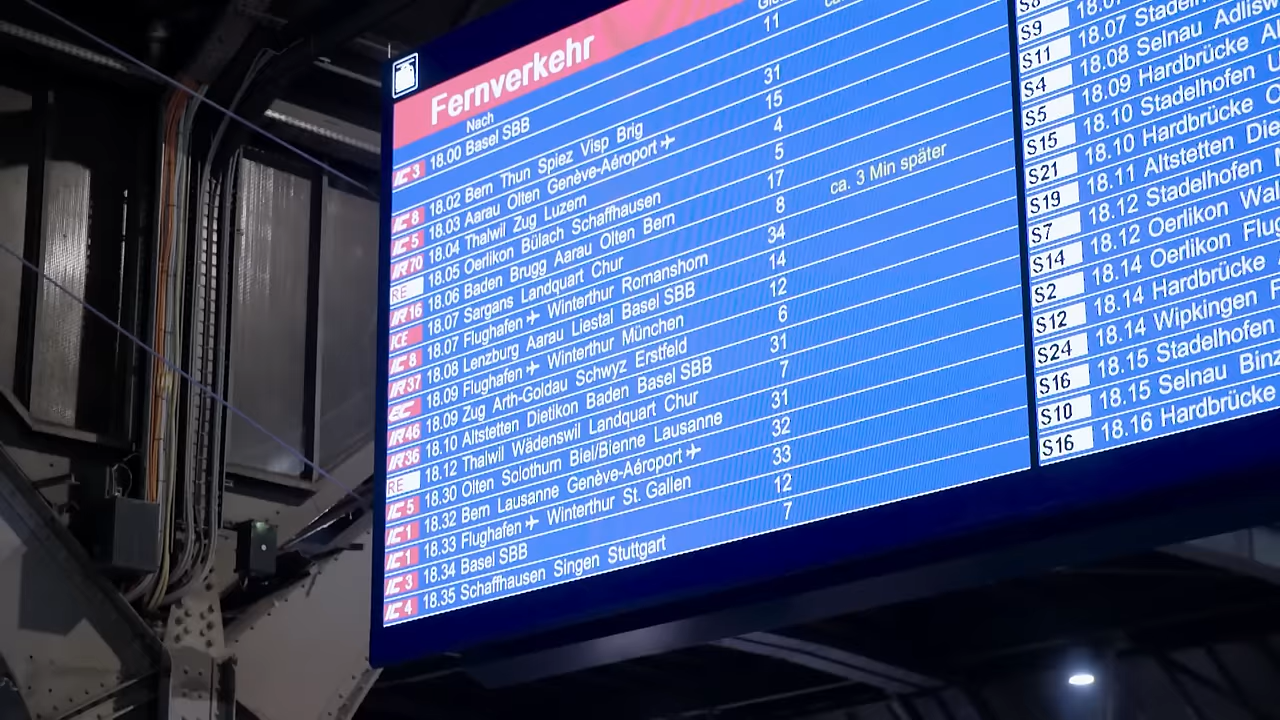 Fernverkehr
Nach
IC 3 18.00 Basel SBB 11
IC 8 18.02 Bern Thun Spiez Visp Brig 31
IC 5 18.03 Aarau Olten Genève-Aéroport 15
IR 70 18.04 Thalwil Zug Luzern 4
RE 18.05 Oerlikon Bülach Schaffhausen 5
IR 16 18.06 Baden Brugg Aarau Olten Bern 17
ICE 18.07 Sargans Landquart Chur 8 ca. 3 Min später
IC 8 18.07 Flughafen Winterthur Romanshorn 34
IR 37 18.08 Lenzburg Aarau Liestal Basel SBB 14
EC 18.09 Flughafen Winterthur München 12
IR 46 18.09 Zug Arth-Goldau Schwyz Erstfeld 6
IR 36 18.10 Altstetten Dietikon Baden Basel SBB 31
RE 18.12 Thalwil Wädenswil Landquart Chur 7
IC 5 18.30 Olten Solothurn Biel/Bienne Lausanne 31
IC 1 18.32 Bern Lausanne Genève-Aéroport 32
IC 1 18.33 Flughafen Winterthur St. Gallen 33
IC 3 18.34 Basel SBB 12
IC 4 18.35 Schaffhausen Singen Stuttgart 7
S9
S11 18.07
S4 18.08 Selnau
S5 18.09 Hardbrücke
S15 18.10 Stadelhofen
S21 18.10 Hardbrücke
S19 18.11 Altstetten
S7 18.12 Stadelhofen
S14 18.12 Oerlikon
S2 18.14 Oerlikon
S12 18.14 Hardbrücke
S24 18.14 Wipkingen
S16 18.15 Stadelhofen
S10 18.15 Selnau
S16 18.16 Hardbrücke